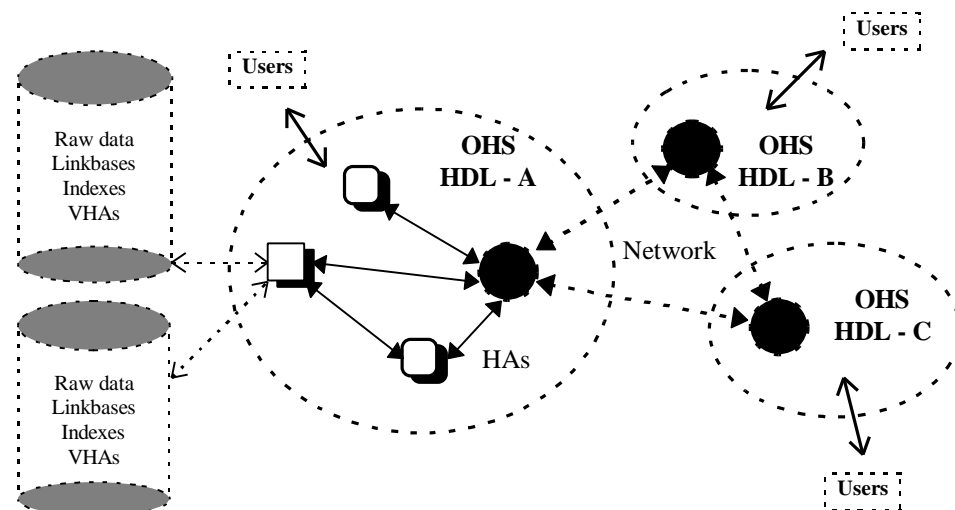 Users
Users
Raw data
Linkbases
Indexes
VHAs
OHS
HDL - A
OHS
HDL - B
Network
OHS
HDL - C
HAs
Raw data
Linkbases
Indexes
VHAs
Users